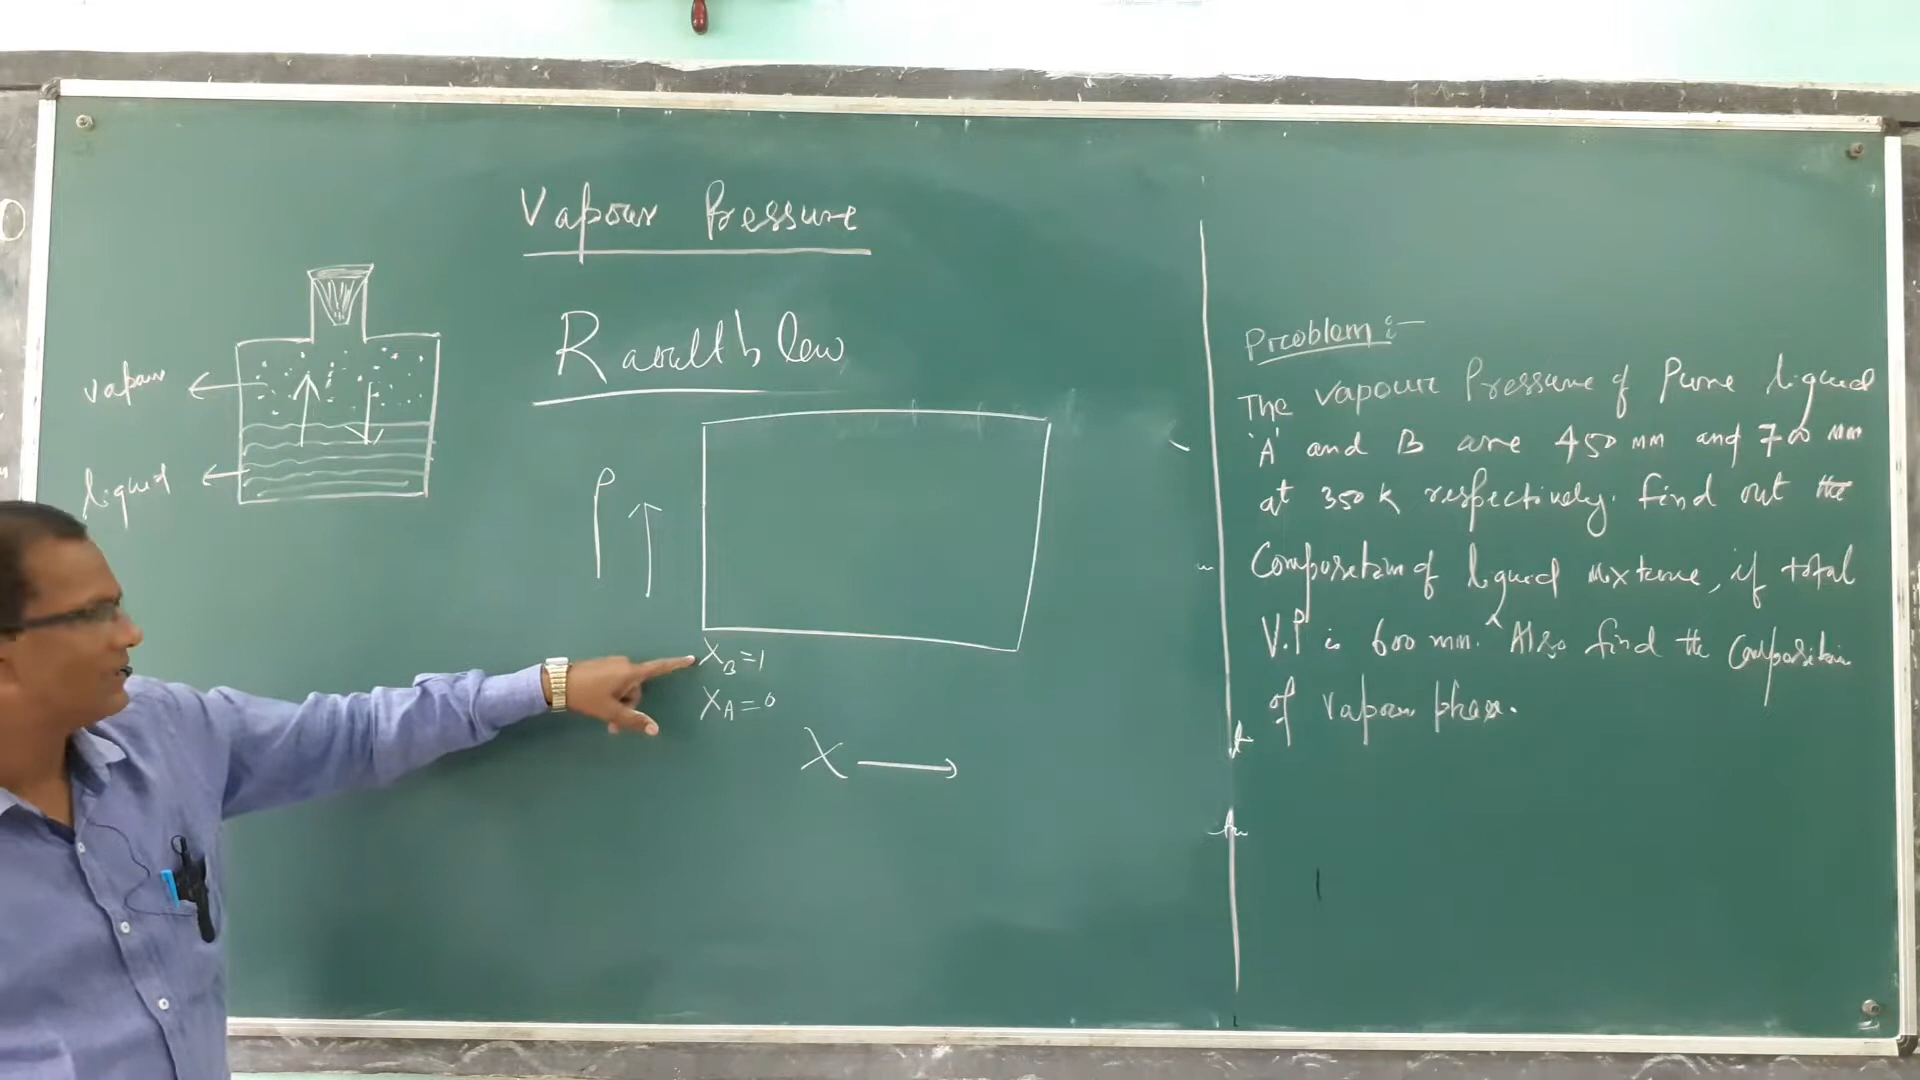 Vapour Pressure
Raoult's law
vapour
liquid
P
X_B=1
X_A=0
X
Problem :-
The vapour Pressure of Pure liquid
'A' and B are 450 mm and 700 mm
at 350 K respectively. find out the
Composition of liquid mixture, if total
V.P is 600 mm. Also find the Composition
of vapour phase.